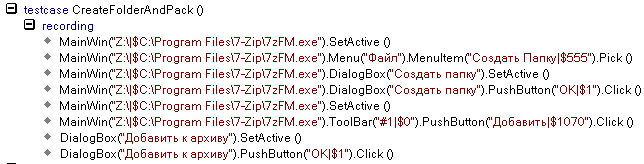 testcase CreateFolderAndPack ()
recording
MainWin("Z:\|$C:\Program Files\7-Zip\7zFM.exe").SetActive ()
MainWin("Z:\|$C:\Program Files\7-Zip\7zFM.exe").Menu("Файл").MenuItem("Создать Папку|$555").Pick ()
MainWin("Z:\|$C:\Program Files\7-Zip\7zFM.exe").DialogBox("Создать папку").SetActive ()
MainWin("Z:\|$C:\Program Files\7-Zip\7zFM.exe").DialogBox("Создать папку").PushButton("OK|$1").Click ()
MainWin("Z:\|$C:\Program Files\7-Zip\7zFM.exe").SetActive ()
MainWin("Z:\|$C:\Program Files\7-Zip\7zFM.exe").ToolBar("#1|$0").PushButton("Добавить|$1070").Click ()
DialogBox("Добавить к архиву").SetActive ()
DialogBox("Добавить к архиву").PushButton("OK|$1").Click ()